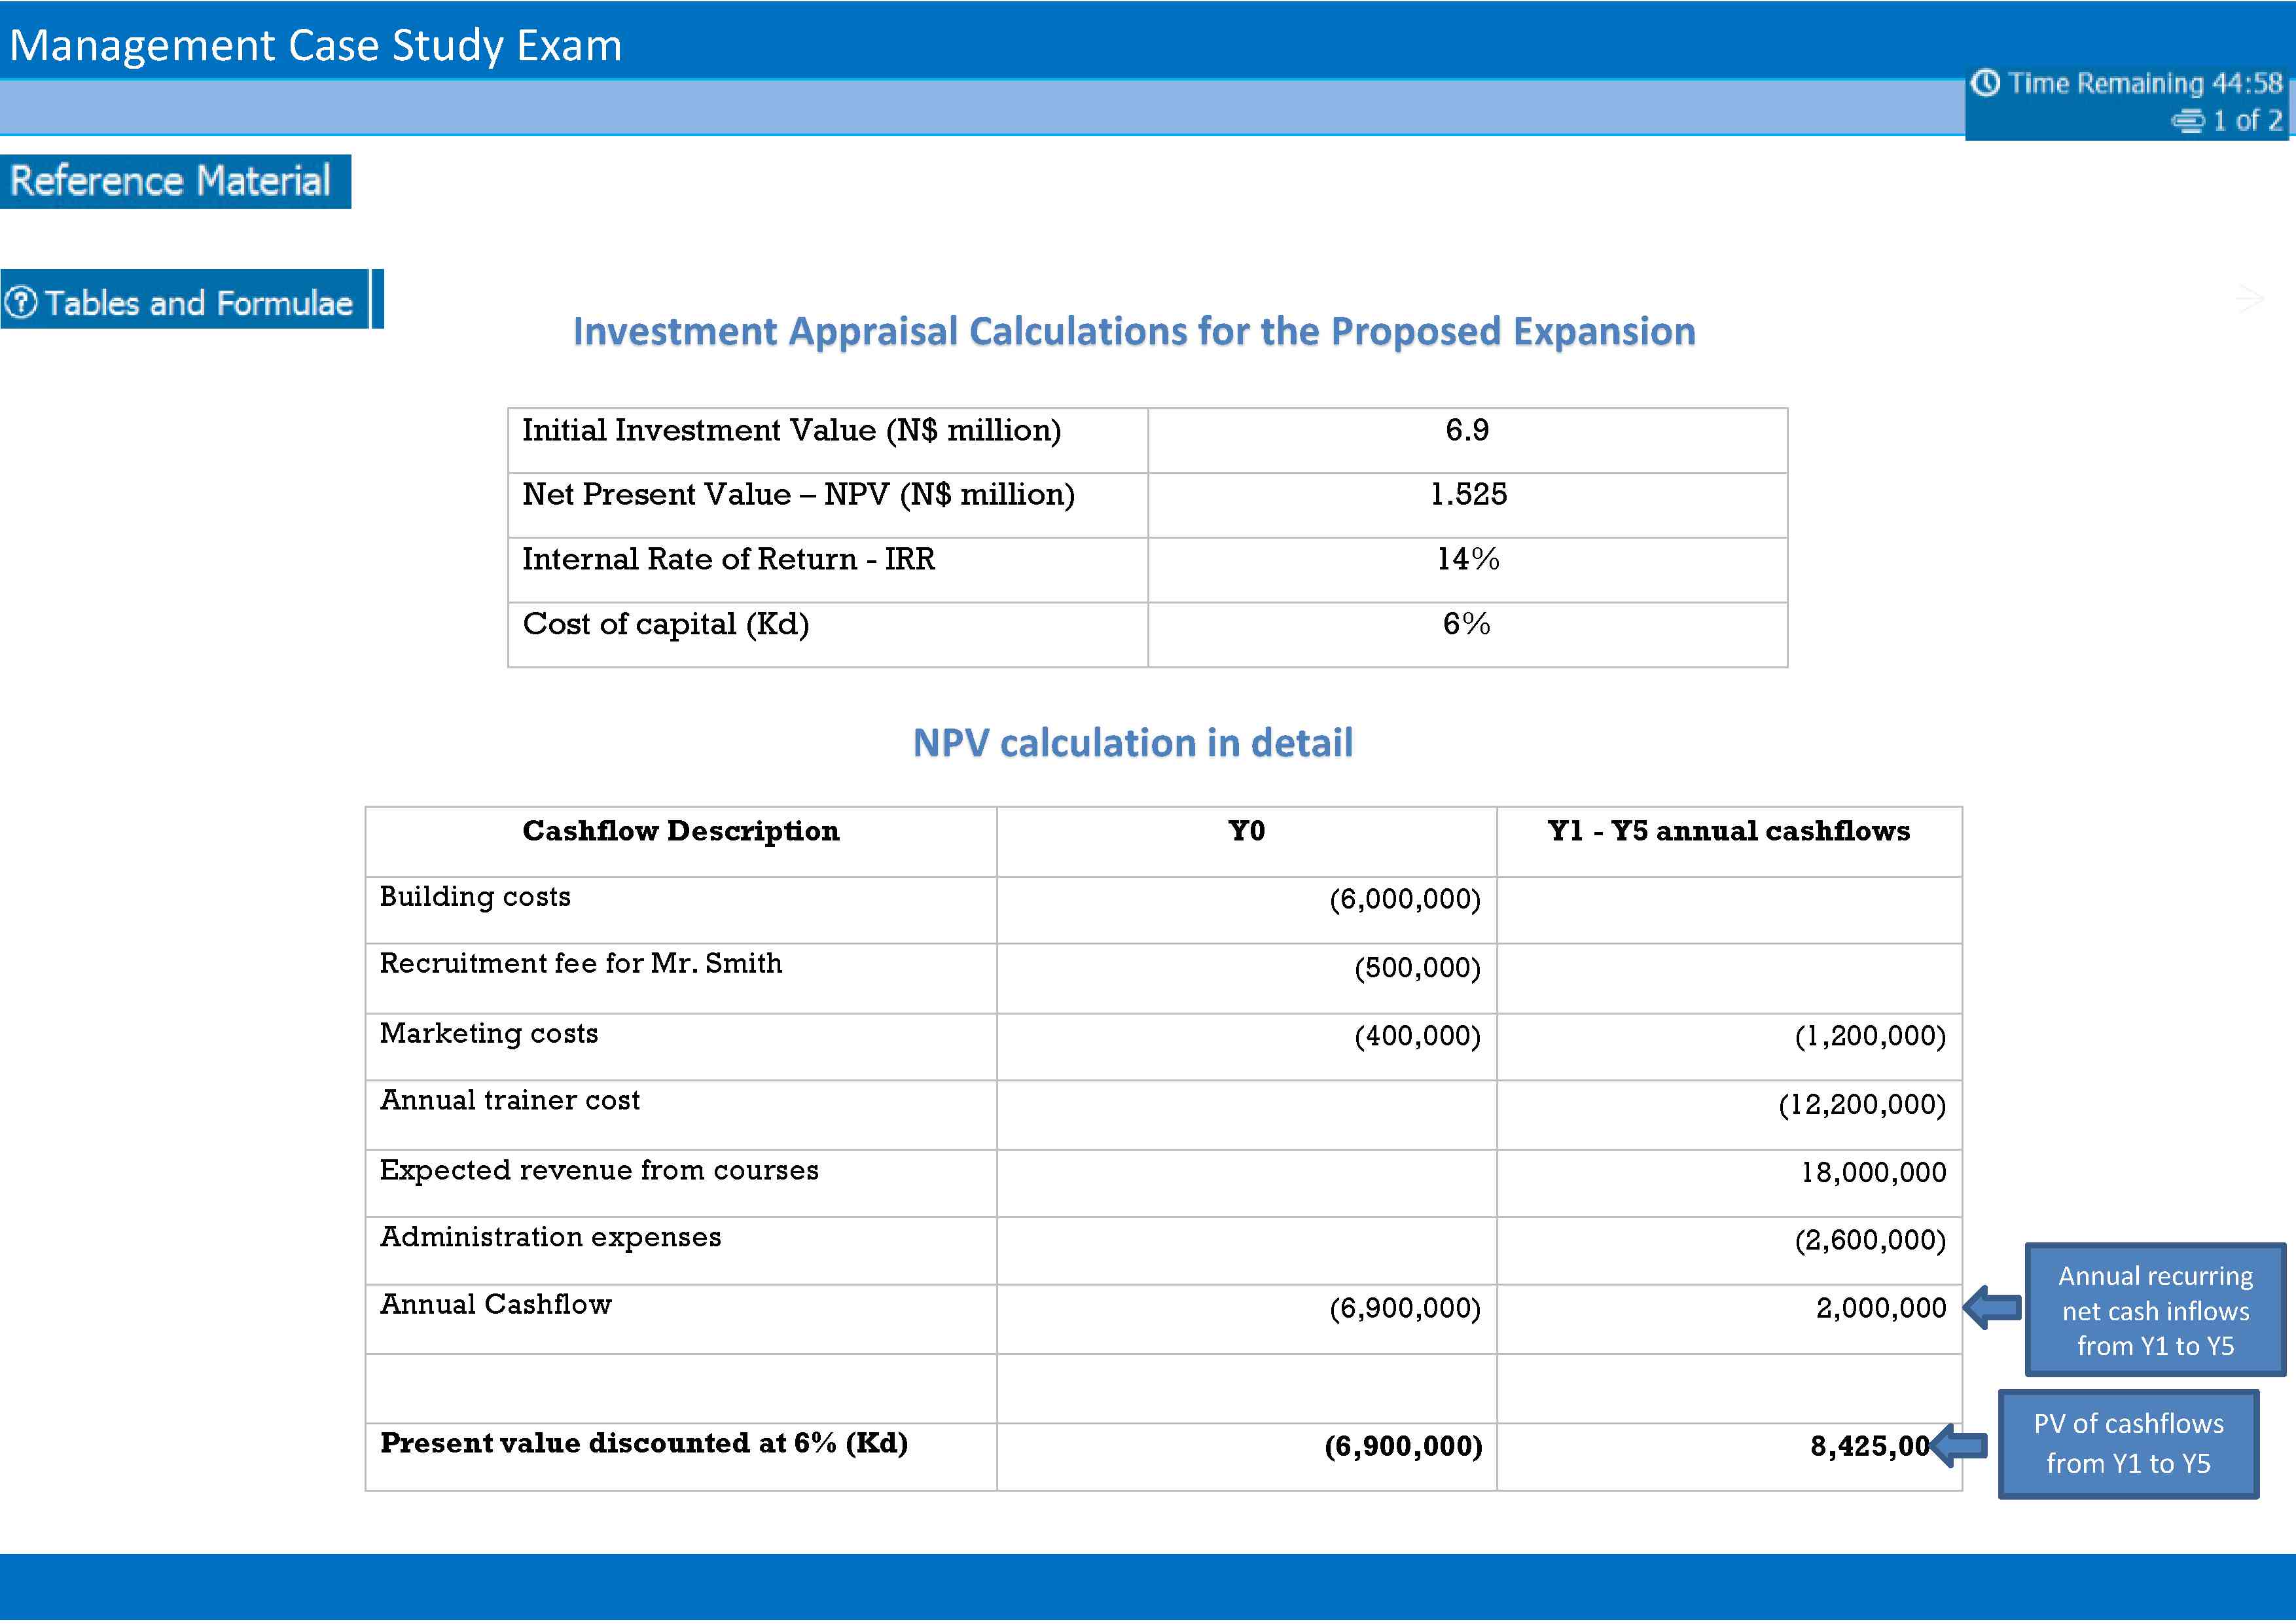 Management Case Study Exam
Time Remaining 44:58
1 of 2
Reference Material
Tables and Formulae
Investment Appraisal Calculations for the Proposed Expansion
Initial Investment Value (N$ million) 6.9
Net Present Value – NPV (N$ million) 1.525
Internal Rate of Return - IRR 14%
Cost of capital (Kd) 6%
NPV calculation in detail
Cashflow Description Y0 Y1 - Y5 annual cashflows
Building costs (6,000,000)
Recruitment fee for Mr. Smith (500,000)
Marketing costs (400,000) (1,200,000)
Annual trainer cost (12,200,000)
Expected revenue from courses 18,000,000
Administration expenses (2,600,000)
Annual Cashflow (6,900,000) 2,000,000
Annual recurring
net cash inflows
from Y1 to Y5
Present value discounted at 6% (Kd) (6,900,000) 8,425,00
PV of cashflows
from Y1 to Y5